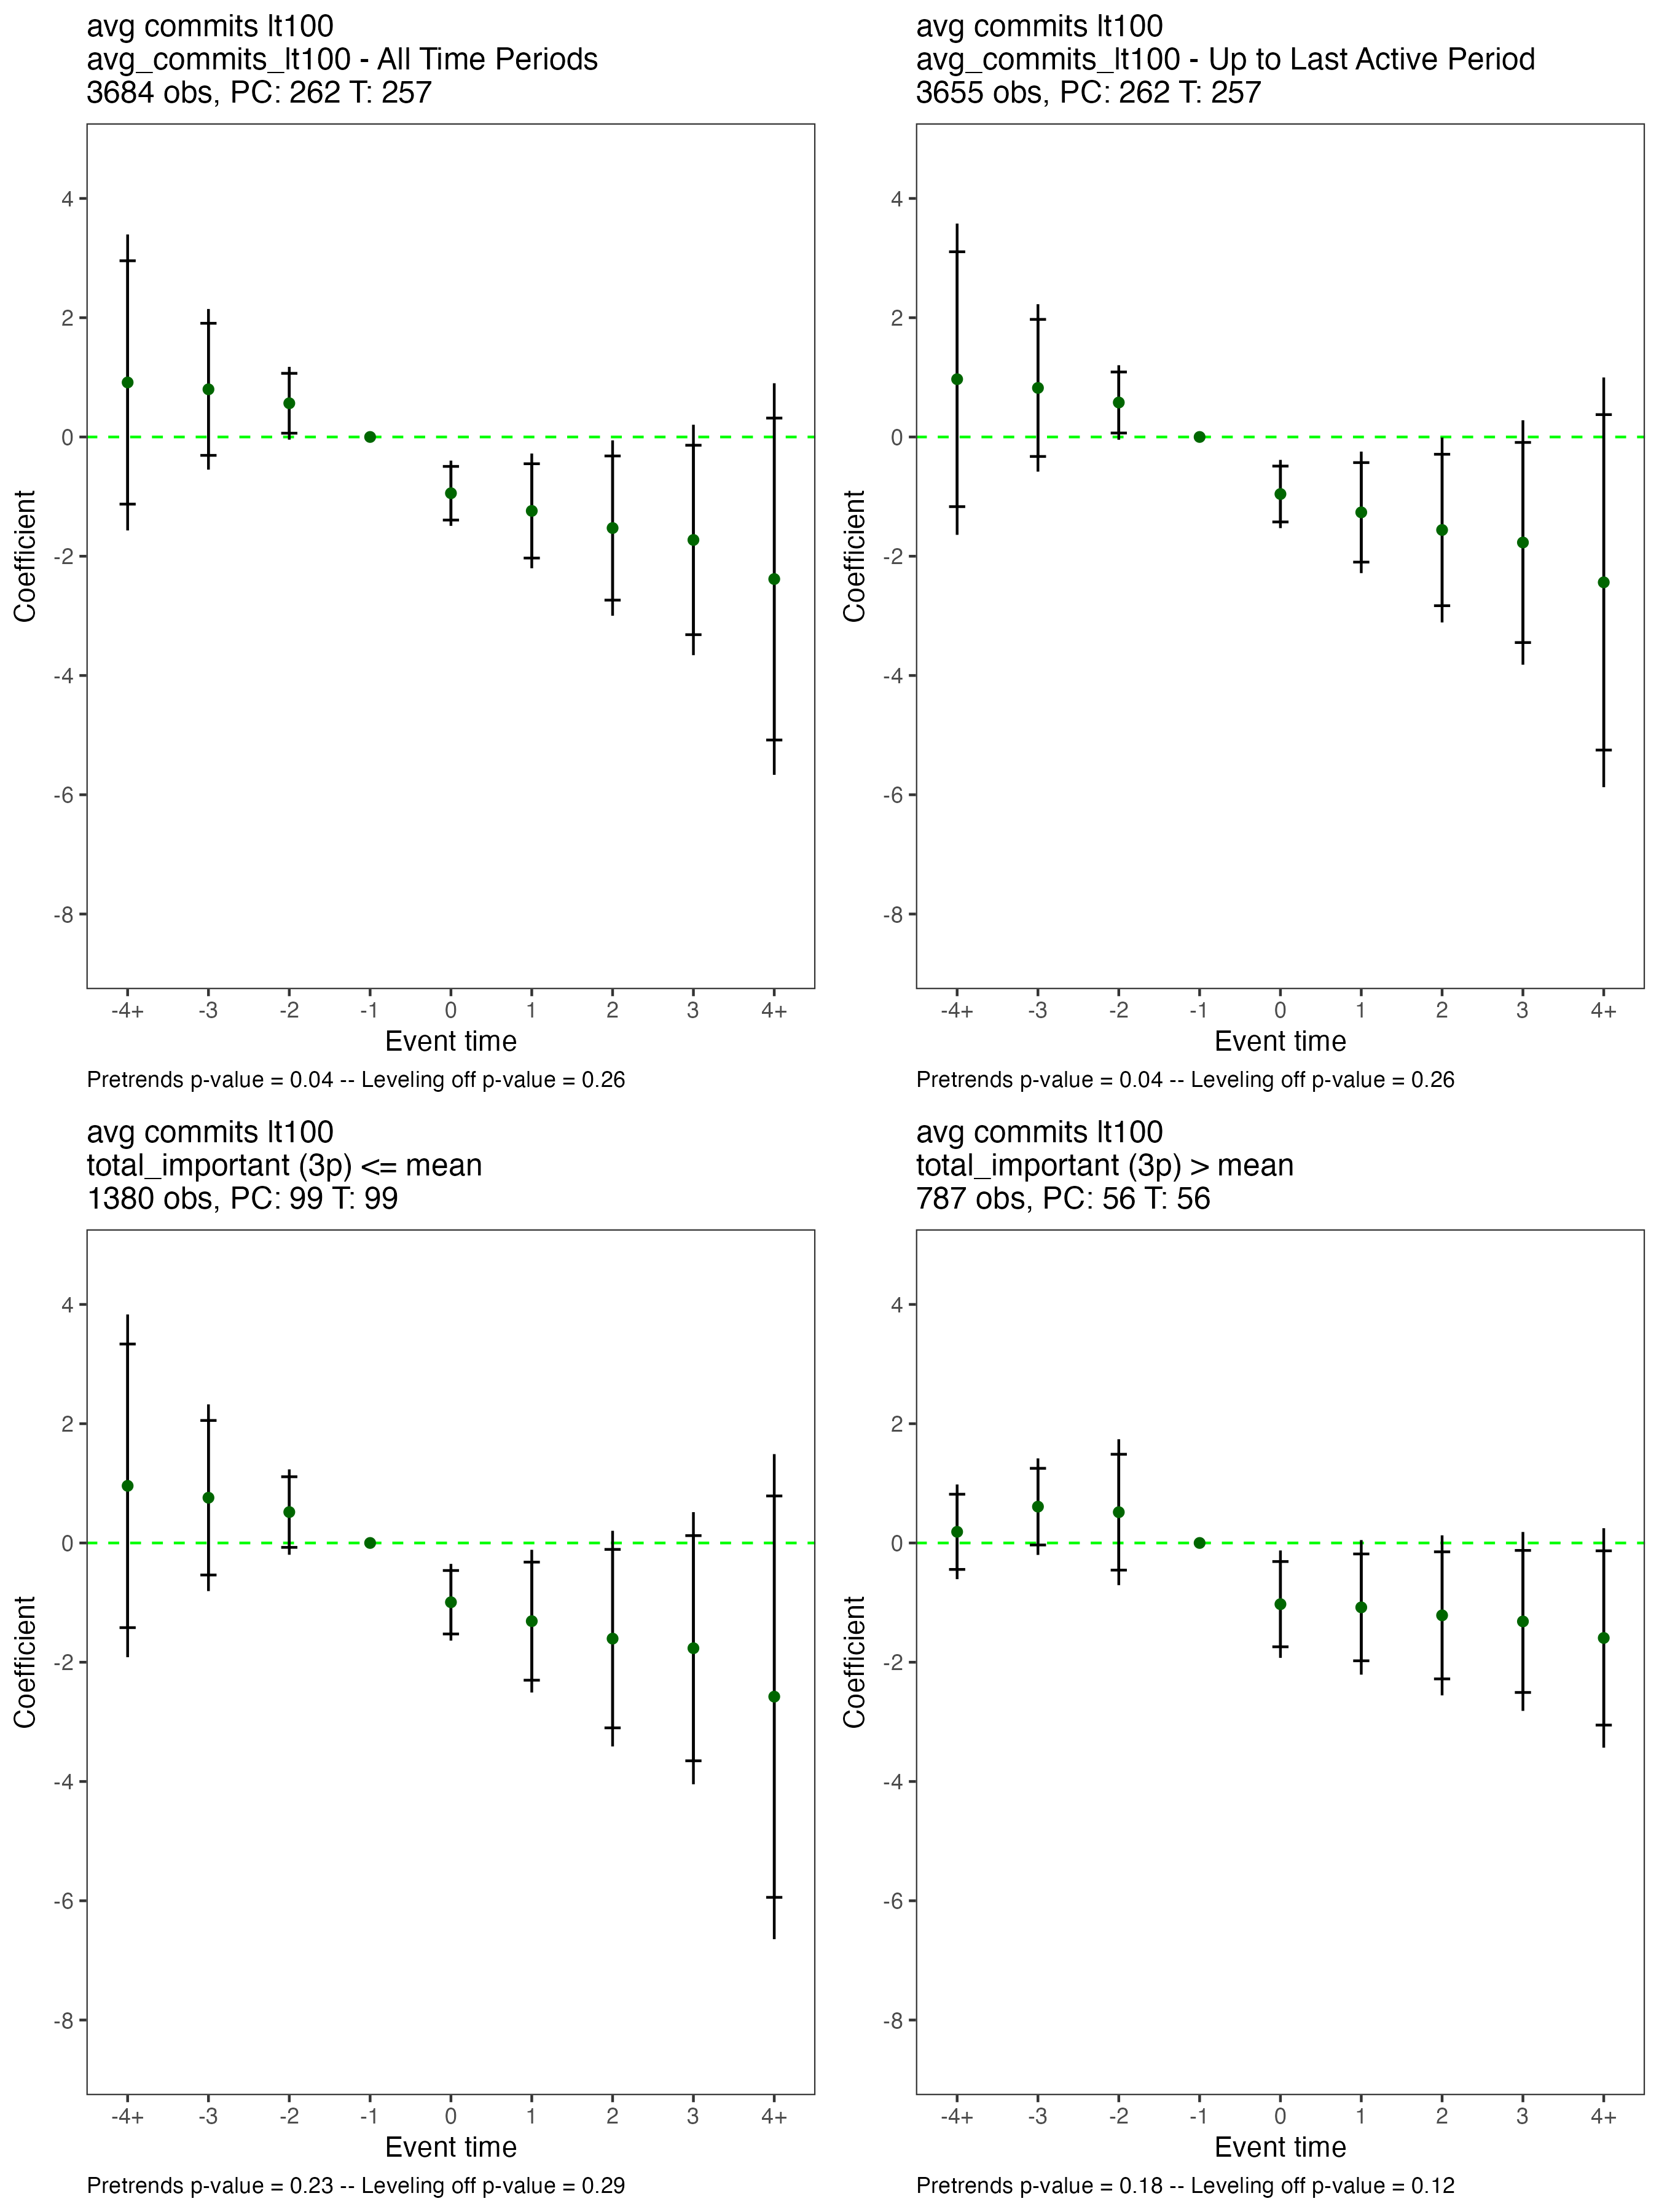 avg commits lt100
avg_commits_lt100 - All Time Periods
3684 obs, PC: 262 T: 257
4
2
0
-2
-4
-6
-8
Coefficient
-4+ -3 -2 -1 0 1 2 3 4+
Event time
Pretrends p-value = 0.04 -- Leveling off p-value = 0.26
avg commits lt100
avg_commits_lt100 - Up to Last Active Period
3655 obs, PC: 262 T: 257
4
2
0
-2
-4
-6
-8
Coefficient
-4+ -3 -2 -1 0 1 2 3 4+
Event time
Pretrends p-value = 0.04 -- Leveling off p-value = 0.26
avg commits lt100
total_important (3p) <= mean
1380 obs, PC: 99 T: 99
4
2
0
-2
-4
-6
-8
Coefficient
-4+ -3 -2 -1 0 1 2 3 4+
Event time
Pretrends p-value = 0.23 -- Leveling off p-value = 0.29
avg commits lt100
total_important (3p) > mean
787 obs, PC: 56 T: 56
4
2
0
-2
-4
-6
-8
Coefficient
-4+ -3 -2 -1 0 1 2 3 4+
Event time
Pretrends p-value = 0.18 -- Leveling off p-value = 0.12